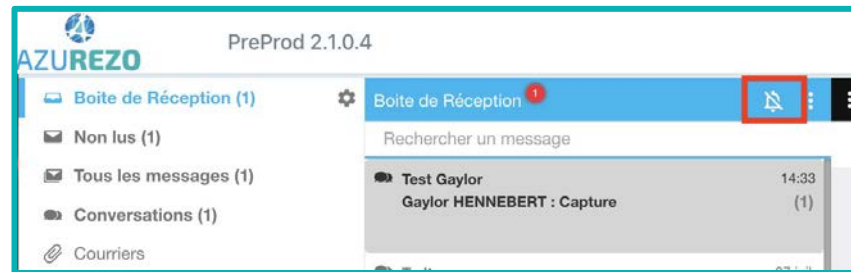 AZUREZO
PreProd 2.1.0.4
Boite de Réception (1)
Non lus (1)
Tous les messages (1)
Conversations (1)
Courriers
Boite de Réception 1
Rechercher un message
Test Gaylor 14:33
Gaylor HENNEBERT : Capture (1)